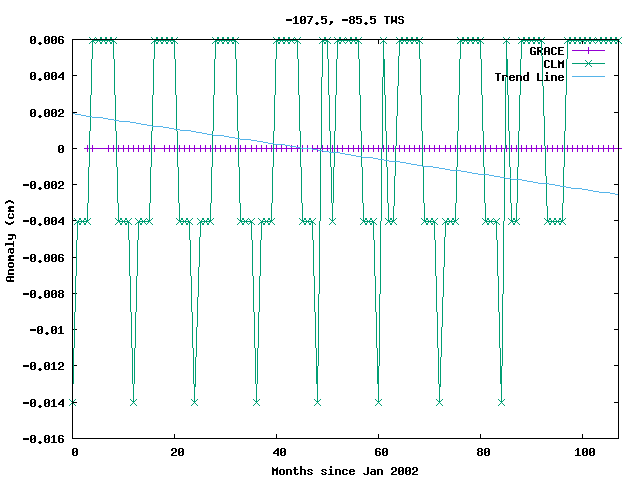 -107.5, -85.5 TWS
0.006
0.004
0.002
0
-0.002
-0.004
-0.006
-0.008
-0.01
-0.012
-0.014
-0.016
Anomaly (cm)
GRACE
CLM
Trend Line
0 20 40 60 80 100
Months since Jan 2002